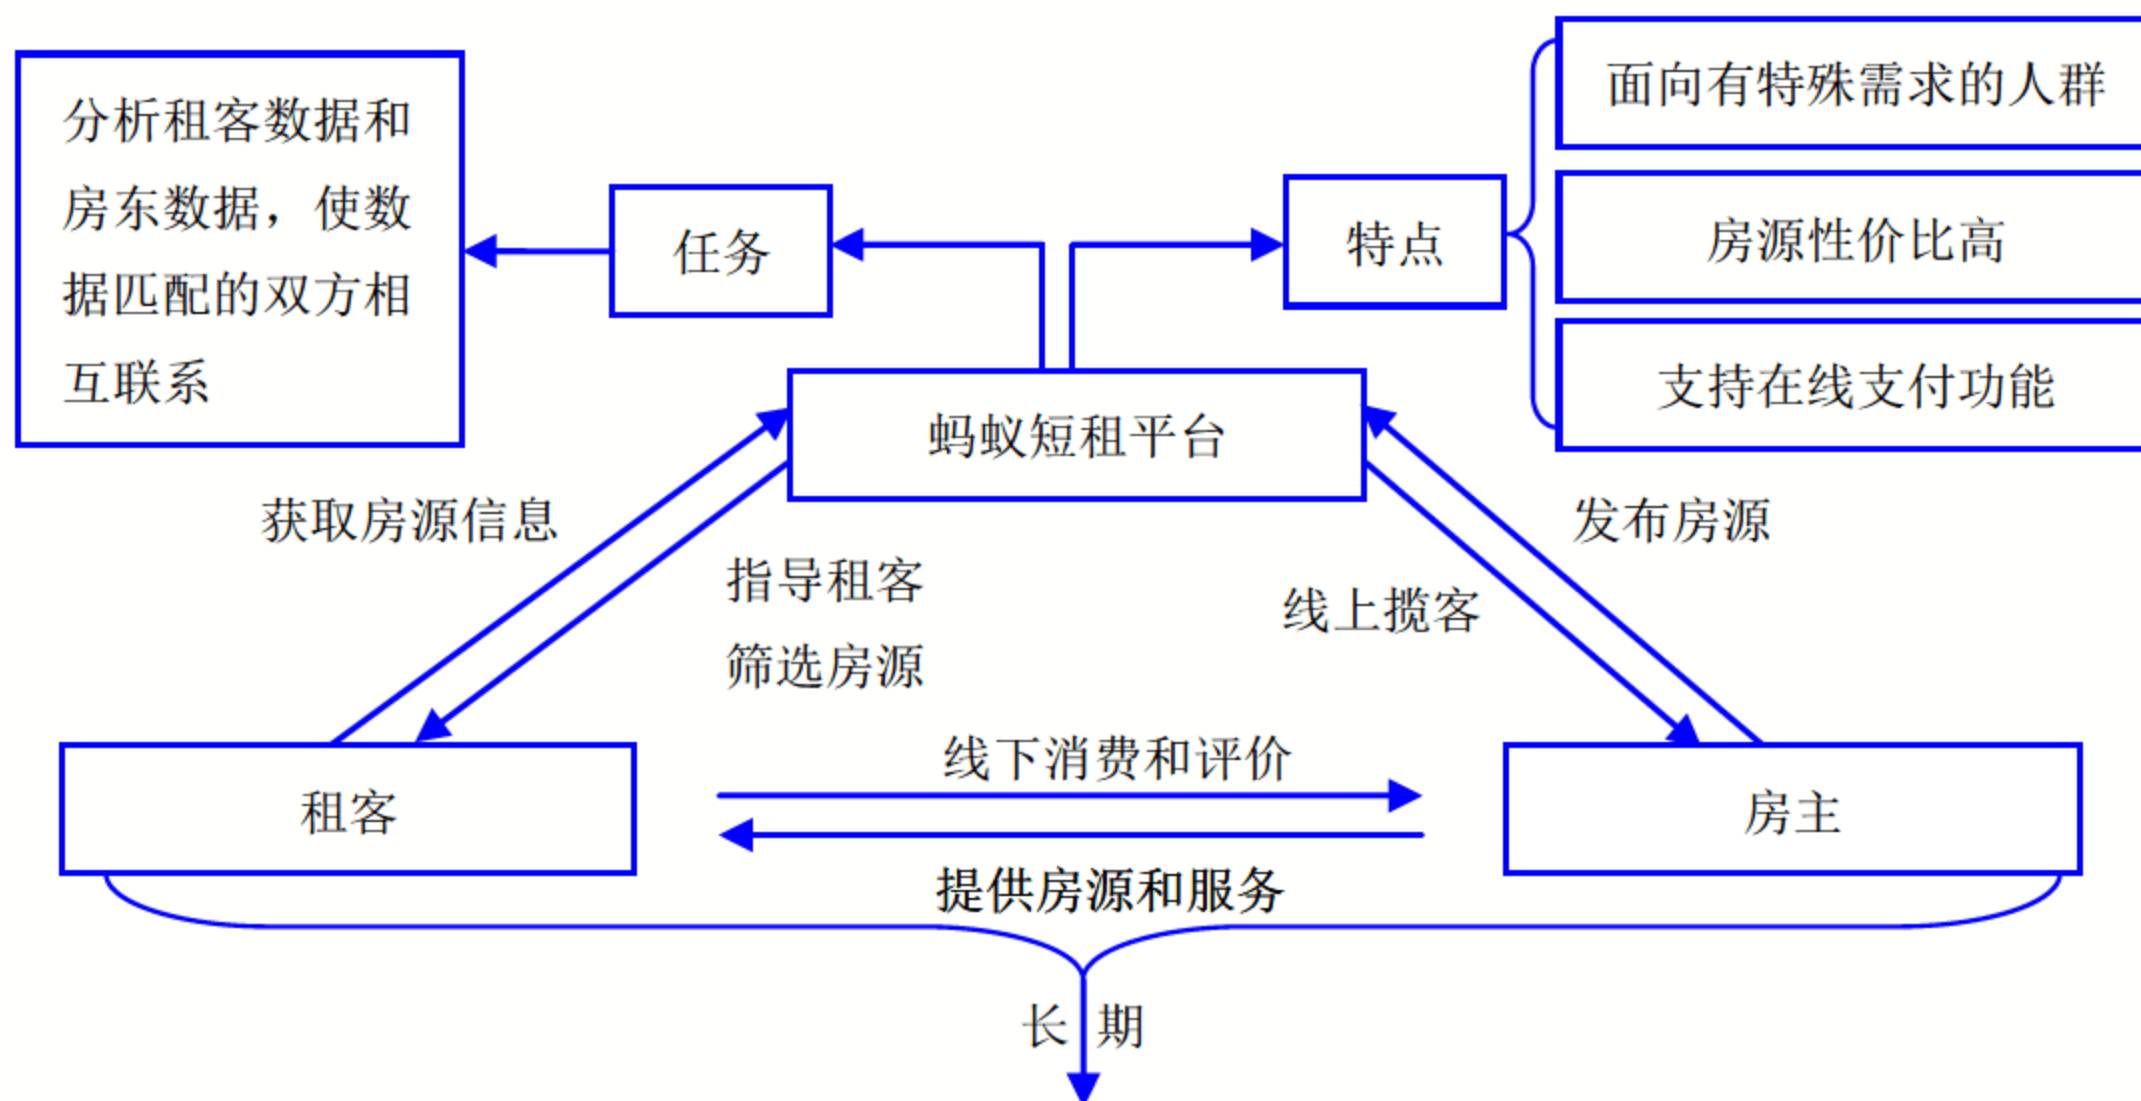 分析租客数据和
房东数据，使数
据匹配的双方相
互联系
任务
特点
面向有特殊需求的人群
房源性价比高
支持在线支付功能
蚂蚁短租平台
获取房源信息
指导租客
筛选房源
线上揽客
发布房源
租客
线下消费和评价
提供房源和服务
房主
长期